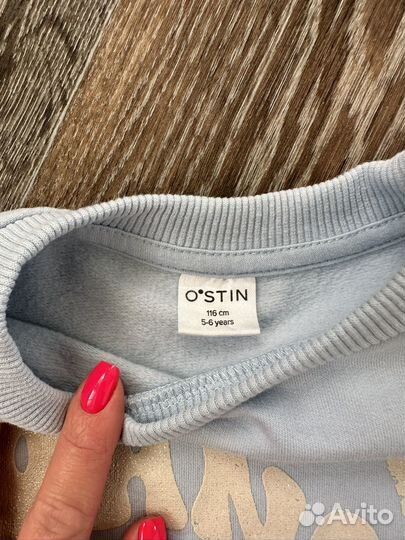 O'STIN
116 cm
5-6 years
Avito